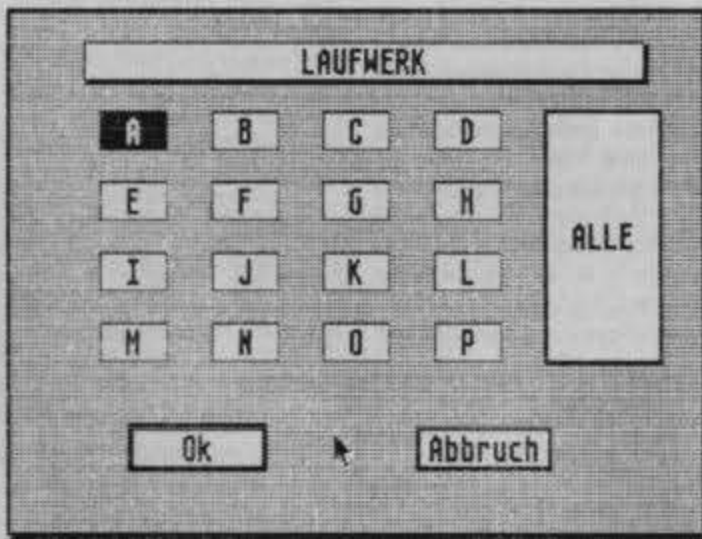 LAUFWERK
A B C D
E F G H
ALLE
I J K L
M N O P
Ok Abbruch